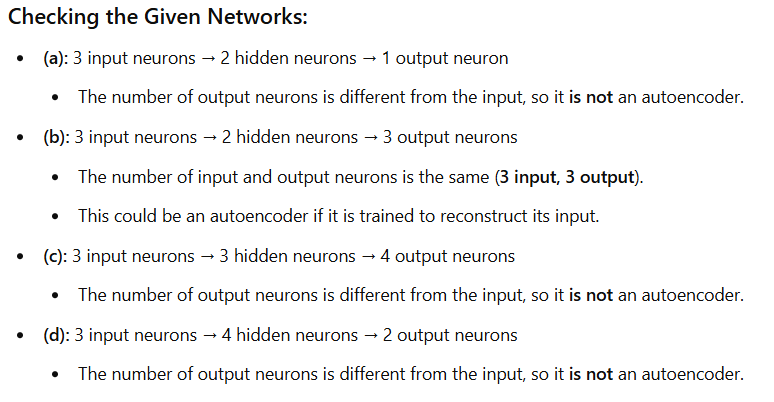 Checking the Given Networks:
• (a): 3 input neurons → 2 hidden neurons → 1 output neuron
• The number of output neurons is different from the input, so it is not an autoencoder.
• (b): 3 input neurons → 2 hidden neurons → 3 output neurons
• The number of input and output neurons is the same (3 input, 3 output).
• This could be an autoencoder if it is trained to reconstruct its input.
• (c): 3 input neurons → 3 hidden neurons → 4 output neurons
• The number of output neurons is different from the input, so it is not an autoencoder.
• (d): 3 input neurons → 4 hidden neurons → 2 output neurons
• The number of output neurons is different from the input, so it is not an autoencoder.